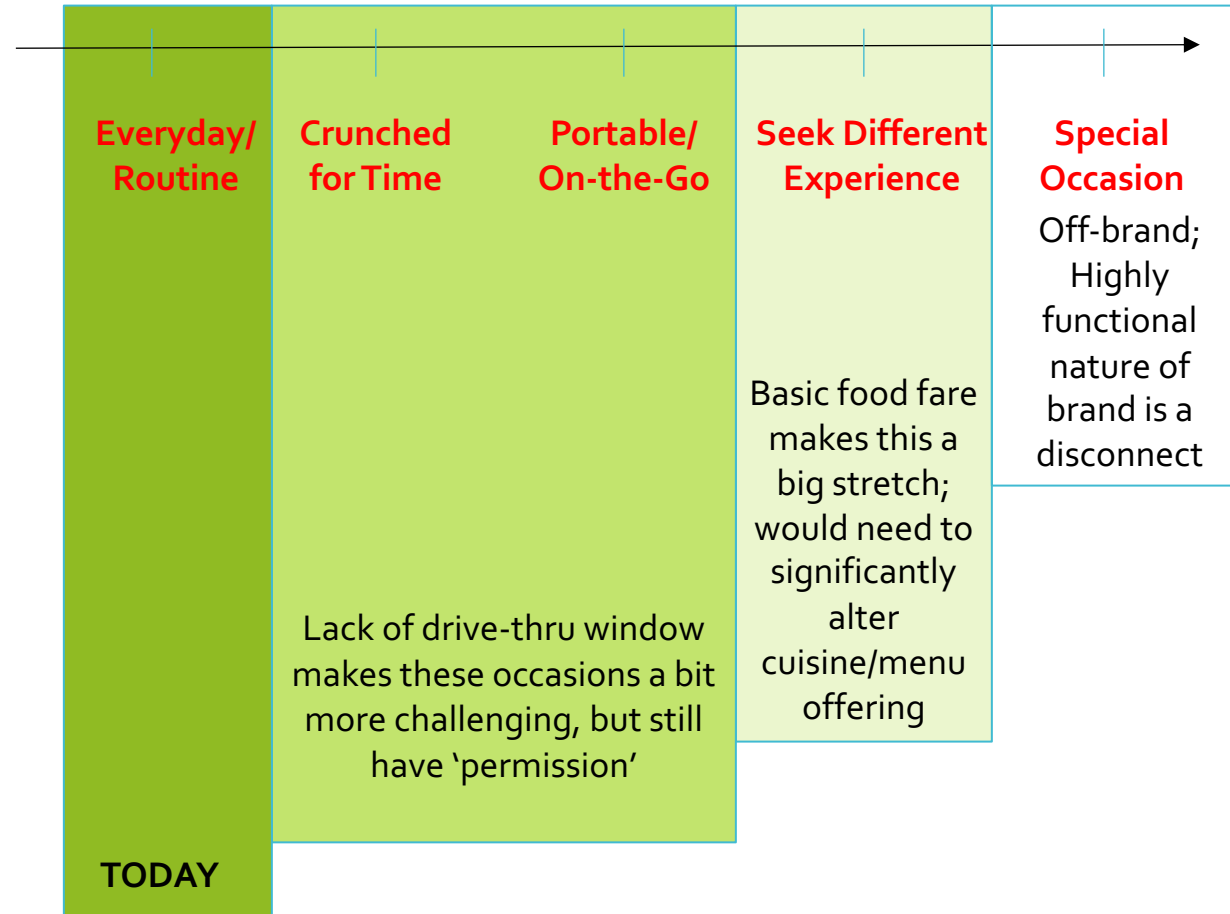 Everyday/
Routine
Crunched
for Time
Portable/
On-the-Go
Seek Different
Experience
Special
Occasion
Off-brand;
Highly
functional
nature of
brand is a
disconnect
Basic food fare
makes this a
big stretch;
would need to
significantly
alter
cuisine/menu
offering
Lack of drive-thru window
makes these occasions a bit
more challenging, but still
have ‘permission’
TODAY